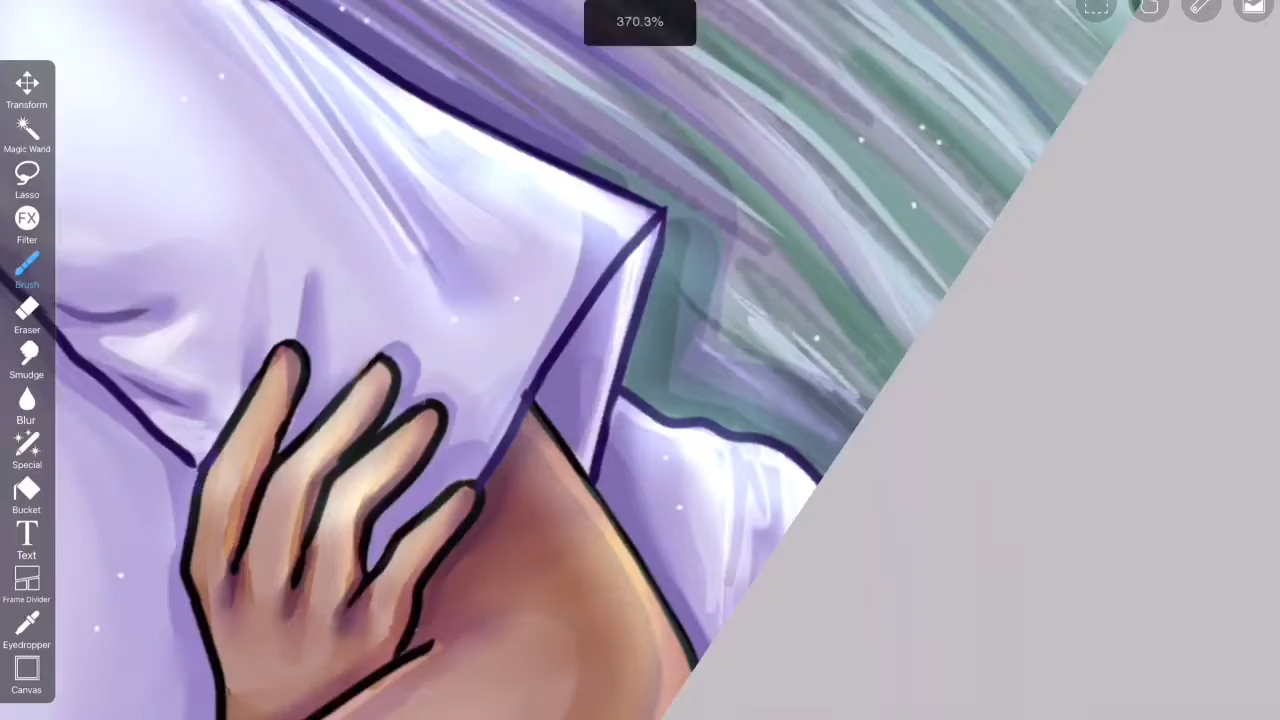 370.3%
Transform
Magic Wand
Lasso
FX
Filter
Brush
Eraser
Smudge
Blur
Special
Bucket
T
Text
Frame Divider
Eyedropper
Canvas